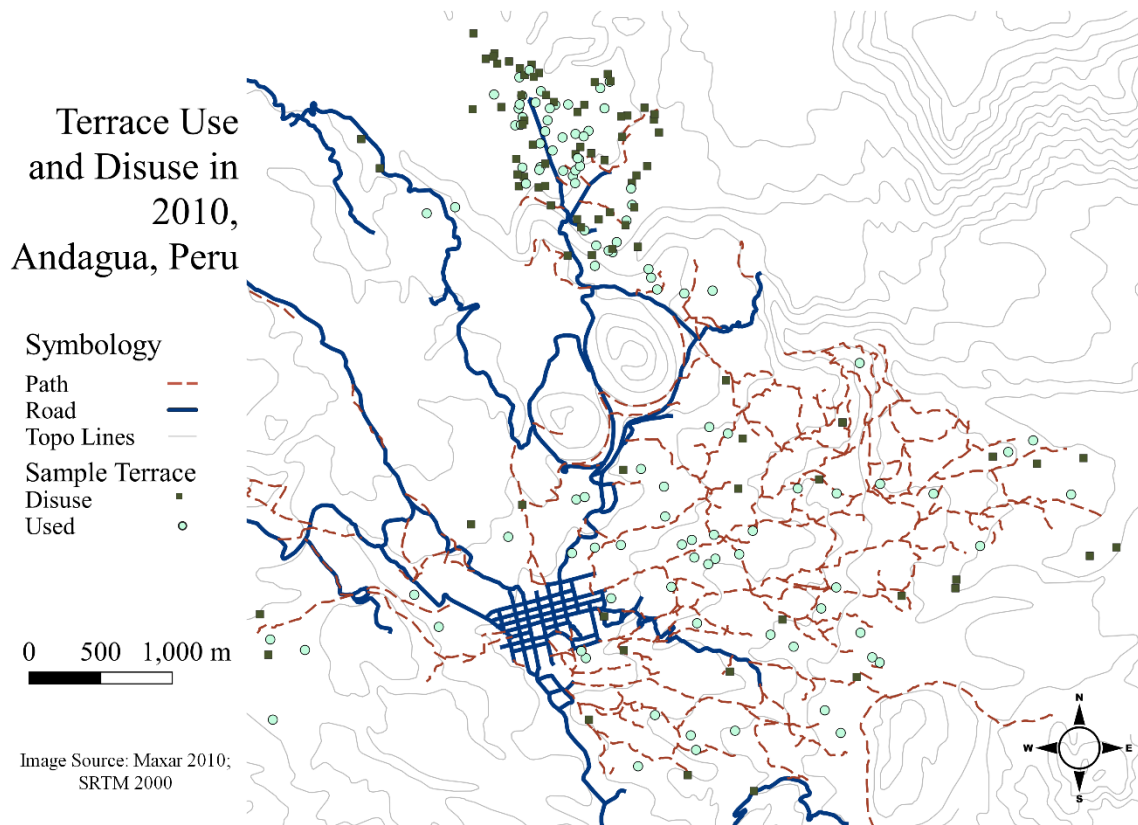 Terrace Use
and Disuse in
2010,
Andagua, Peru
Symbology
Path
Road
Topo Lines
Sample Terrace
Disuse
Used
0 500 1,000 m
Image Source: Maxar 2010;
SRTM 2000
N
W E
S